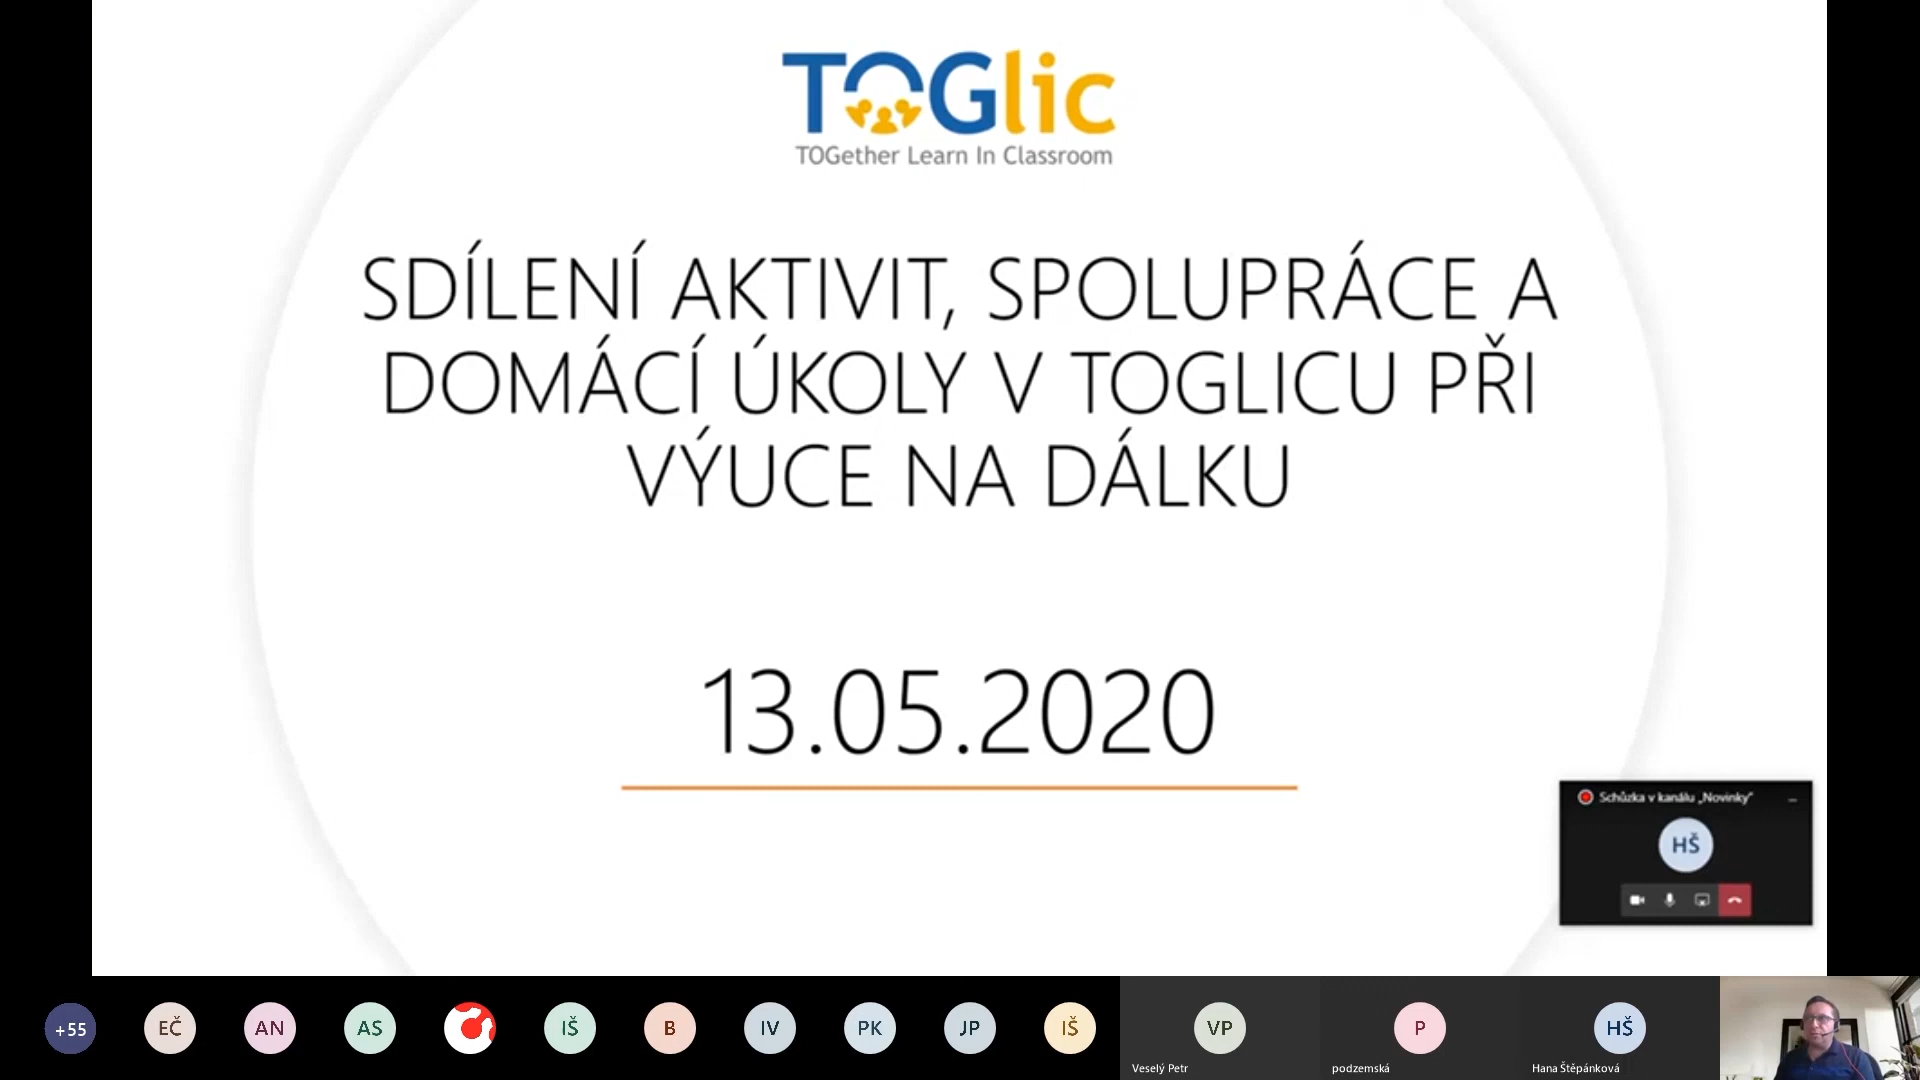 TOGlic
TOGether Learn In Classroom
SDÍLENÍ AKTIVIT, SPOLUPRÁCE A
DOMÁCÍ ÚKOLY V TOGLICU PŘI
VÝUCE NA DÁLKU
13.05.2020
Schůzka v kanálu „Novinky“
HŠ
+55
EČ
AN
AS
IŠ
B
IV
PK
JP
IŠ
VP
P
HŠ
Veselý Petr
podzemská
Hana Štěpánková